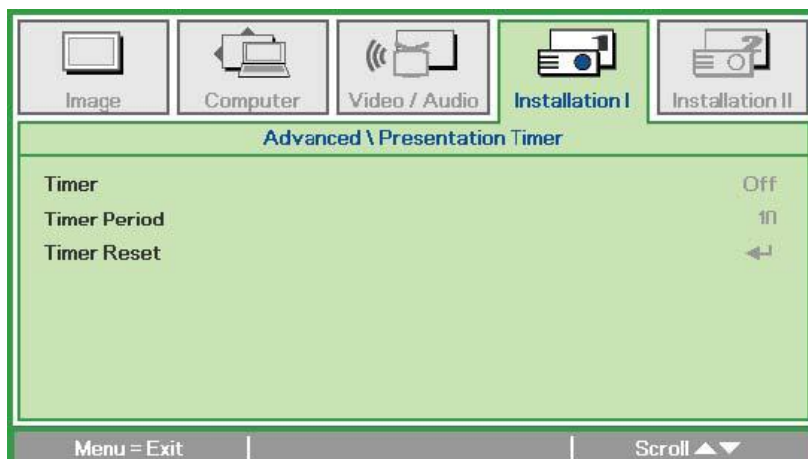 Image
Computer
Video / Audio
Installation I
Installation II
Advanced \ Presentation Timer
Timer Off
Timer Period 10
Timer Reset
Menu = Exit Scroll ▲▼